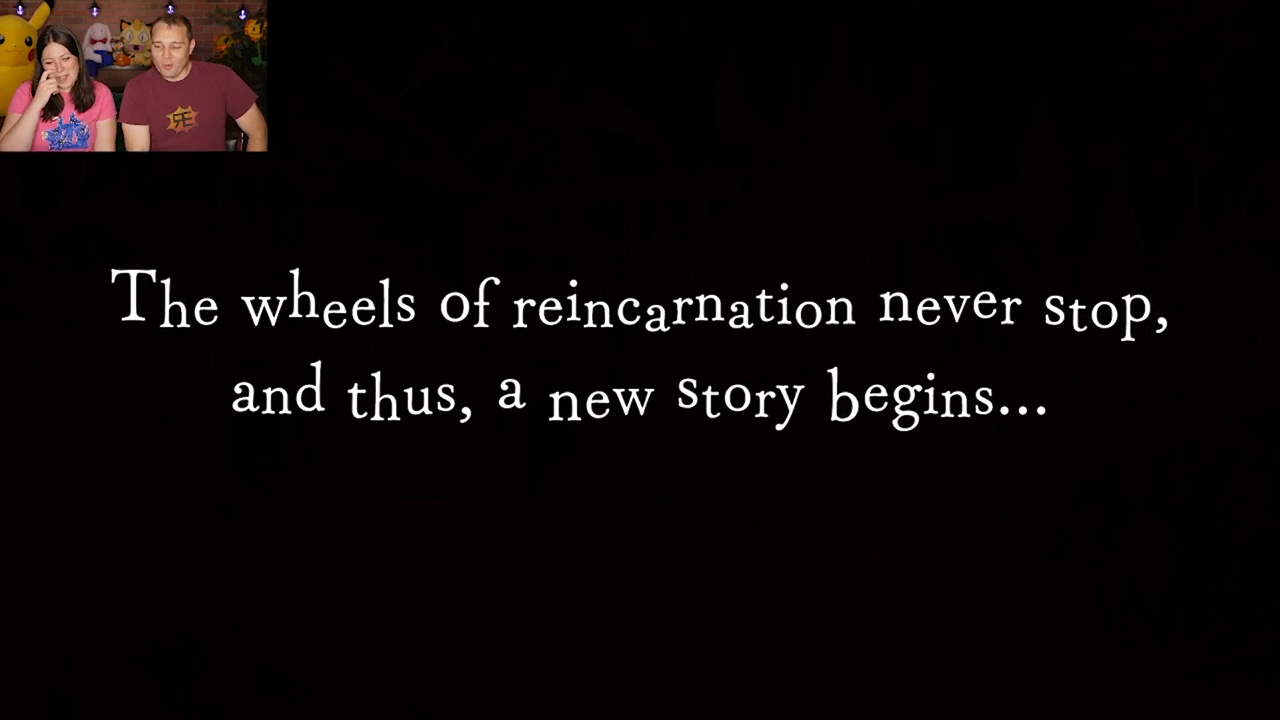 The wheels of reincarnation never stop,
and thus, a new story begins...